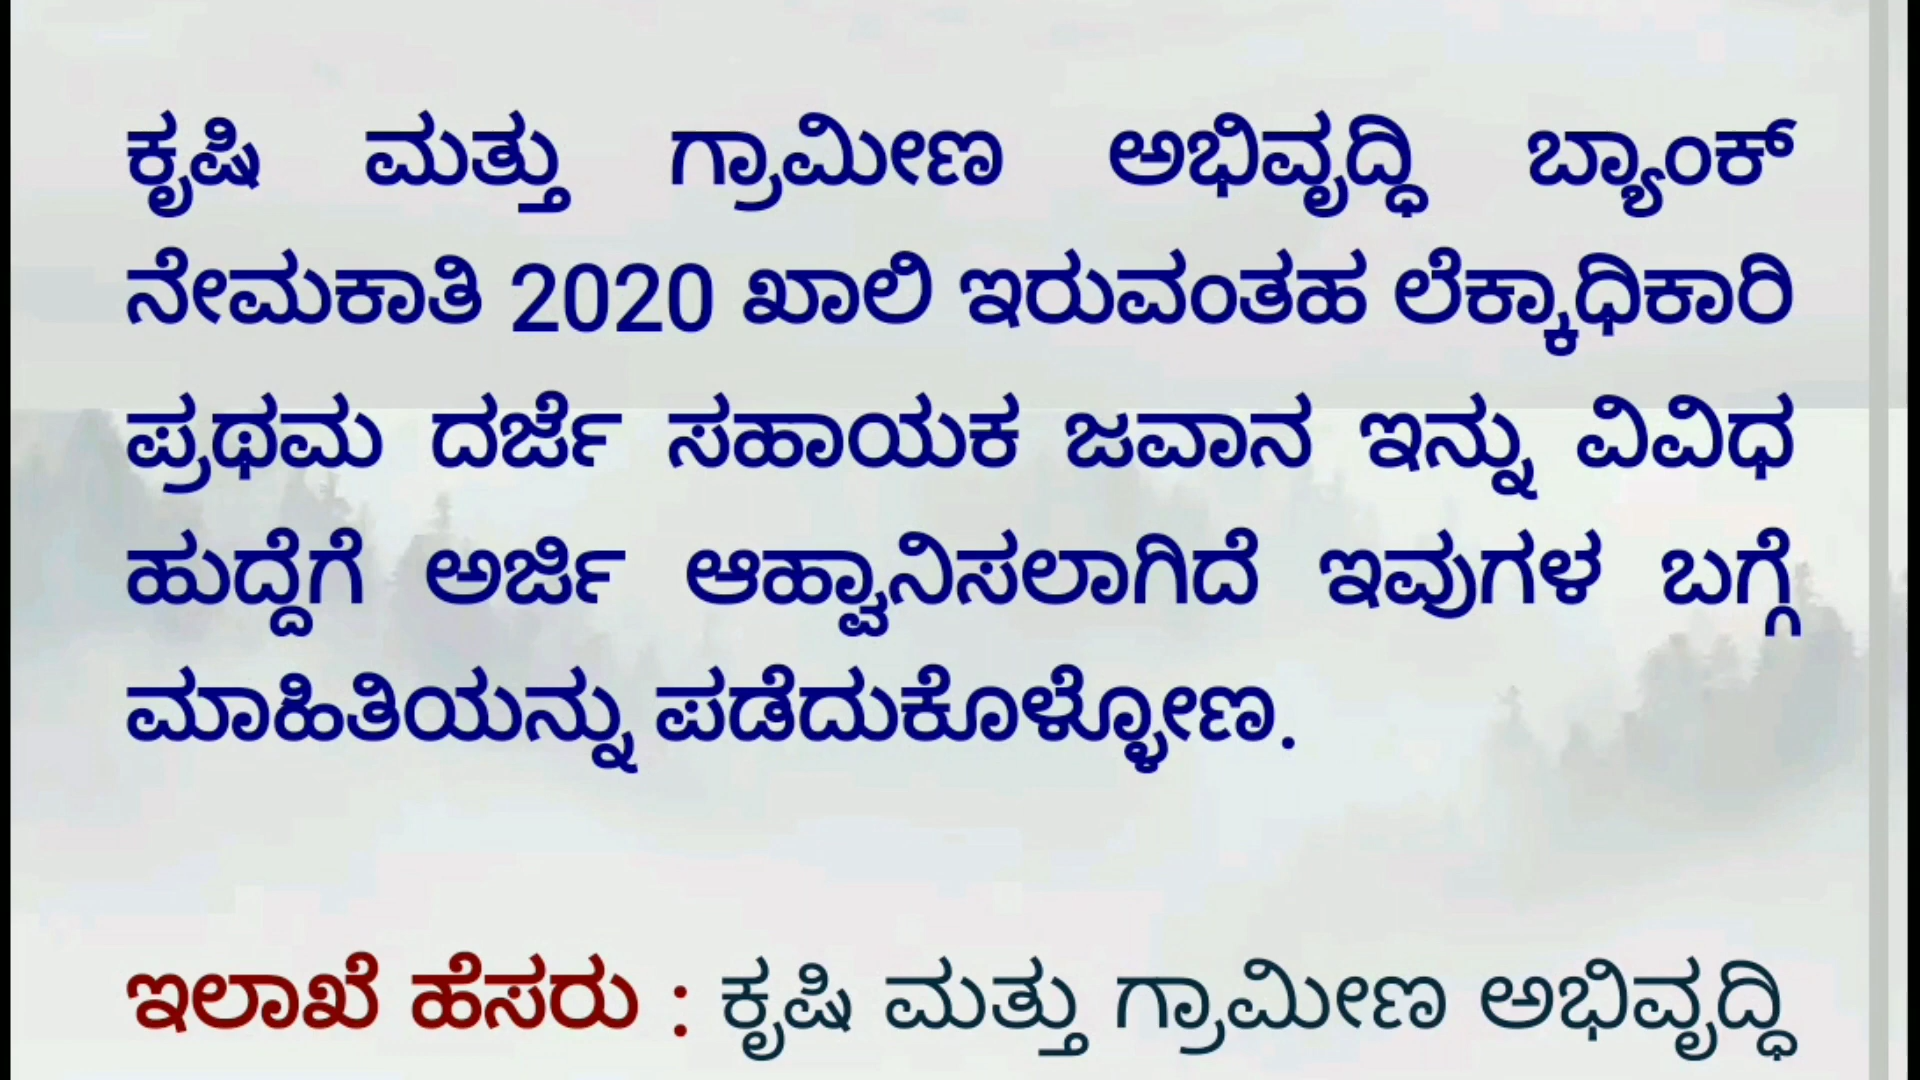 ಕೃಷಿ ಮತ್ತು ಗ್ರಾಮೀಣ ಅಭಿವೃದ್ಧಿ ಬ್ಯಾಂಕ್
ನೇಮಕಾತಿ 2020 ಖಾಲಿ ಇರುವಂತಹ ಲೆಕ್ಕಾಧಿಕಾರಿ
ಪ್ರಥಮ ದರ್ಜೆ ಸಹಾಯಕ ಜವಾನ ಇನ್ನು ವಿವಿಧ
ಹುದ್ದೆಗೆ ಅರ್ಜಿ ಆಹ್ವಾನಿಸಲಾಗಿದೆ ಇವುಗಳ ಬಗ್ಗೆ
ಮಾಹಿತಿಯನ್ನು ಪಡೆದುಕೊಳ್ಳೋಣ.
ಇಲಾಖೆ ಹೆಸರು : ಕೃಷಿ ಮತ್ತು ಗ್ರಾಮೀಣ ಅಭಿವೃದ್ಧಿ